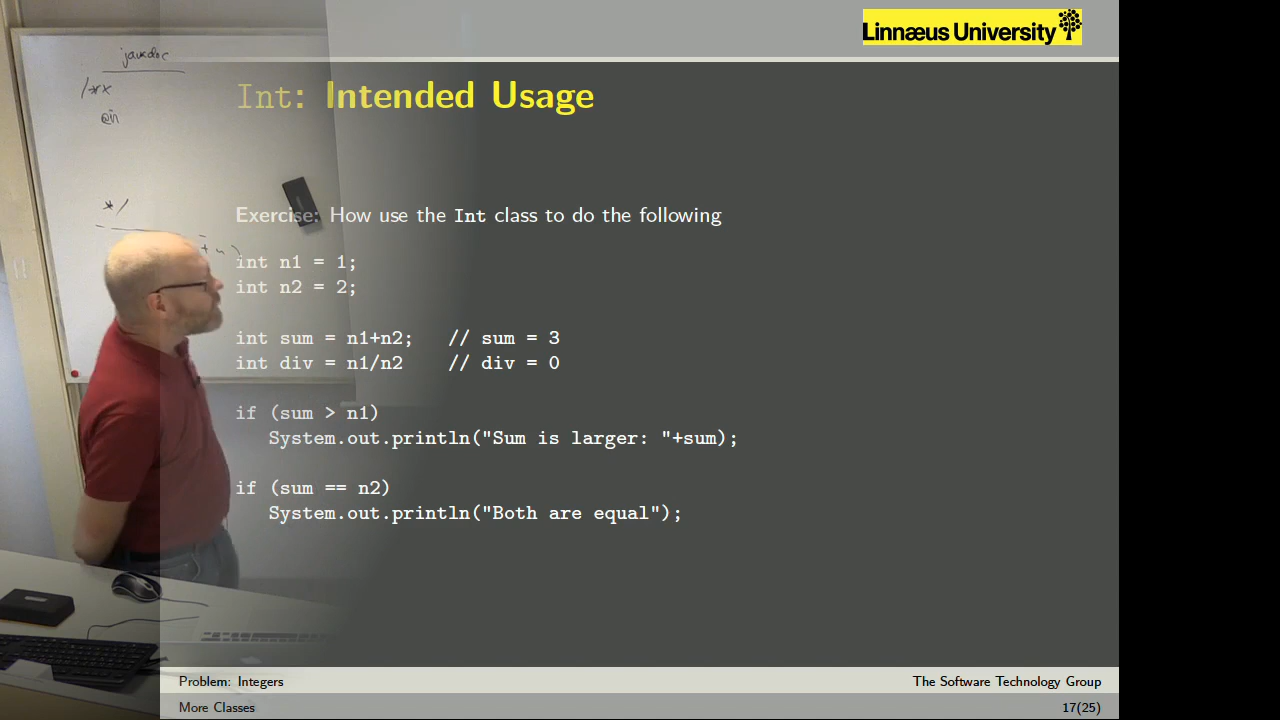 Linnæus University
javadoc
/**
*/
Int: Intended Usage
Exercise: How use the Int class to do the following
int n1 = 1;
int n2 = 2;
int sum = n1+n2;   // sum = 3
int div = n1/n2    // div = 0
if (sum > n1)
   System.out.println("Sum is larger: "+sum);
if (sum == n2)
   System.out.println("Both are equal");
Problem: Integers
The Software Technology Group
More Classes
17(25)